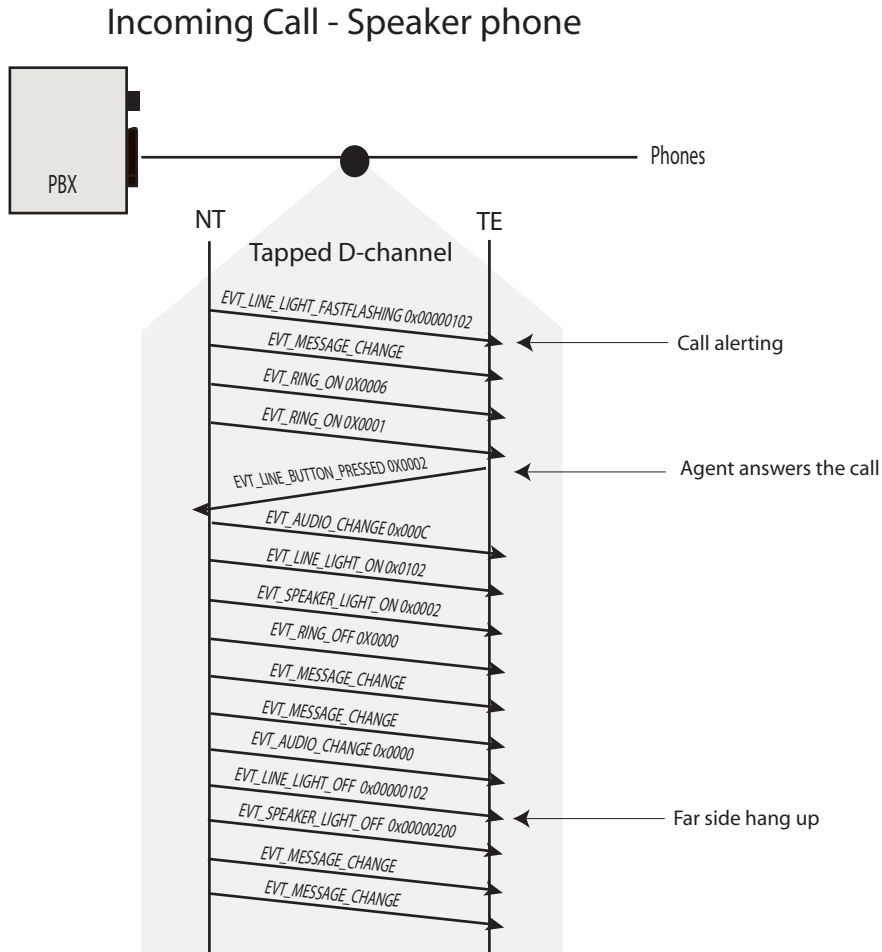 Incoming Call - Speaker phone
PBX
Phones
NT
TE
Tapped D-channel
EVT_LINE_LIGHT_FASTFLASHING 0x00000102
Call alerting
EVT_MESSAGE_CHANGE
EVT_RING_ON 0X0006
EVT_RING_ON 0X0001
EVT_LINE_BUTTON_PRESSED 0X0002
Agent answers the call
EVT_AUDIO_CHANGE 0x000C
EVT_LINE_LIGHT_ON 0x0102
EVT_SPEAKER_LIGHT_ON 0x0002
EVT_RING_OFF 0X0000
EVT_MESSAGE_CHANGE
EVT_MESSAGE_CHANGE
EVT_AUDIO_CHANGE 0x0000
EVT_LINE_LIGHT_OFF 0x00000102
Far side hang up
EVT_SPEAKER_LIGHT_OFF 0x00000200
EVT_MESSAGE_CHANGE
EVT_MESSAGE_CHANGE